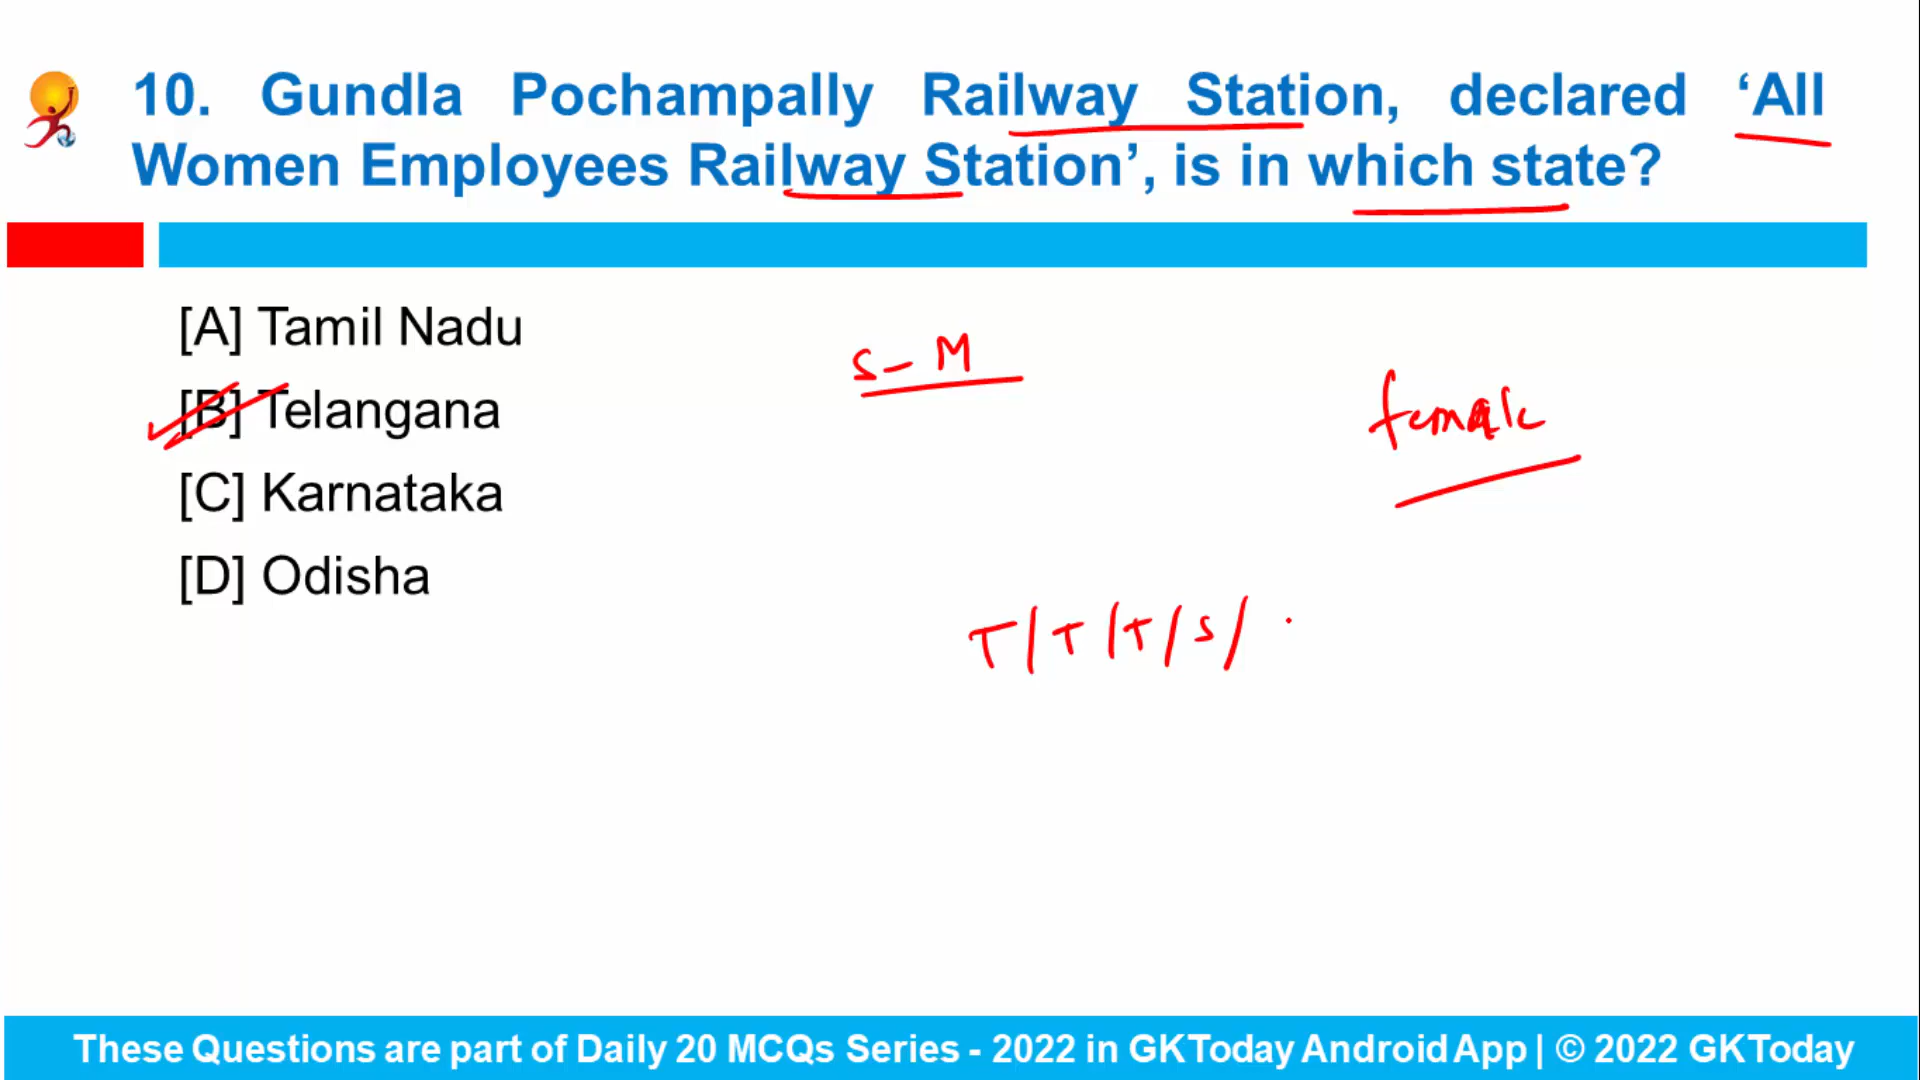 10. Gundla Pochampally Railway Station, declared ‘All
Women Employees Railway Station’, is in which state?
[A] Tamil Nadu
S-M
[B] Telangana
female
[C] Karnataka
[D] Odisha
T/T/T/S/
These Questions are part of Daily 20 MCQs Series - 2022 in GKToday Android App | © 2022 GKToday